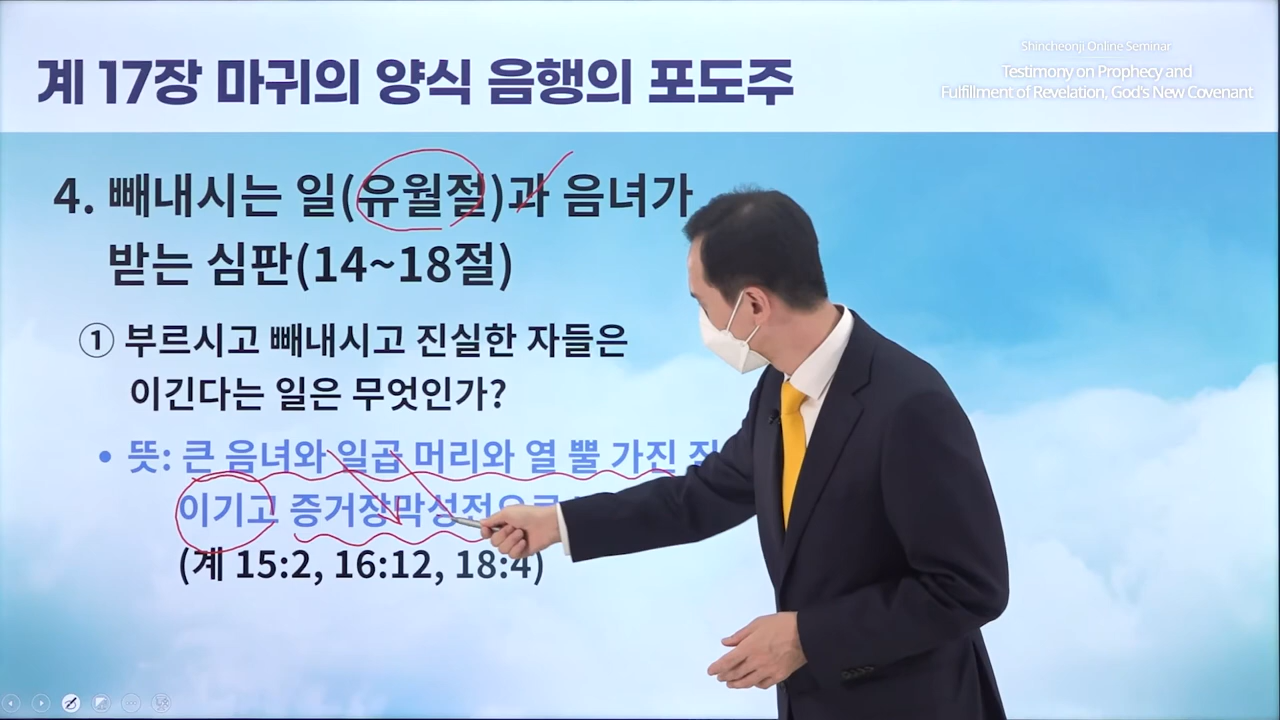 계 17장 마귀의 양식 음행의 포도주
Shincheonji Online Seminar
Testimony on Prophecy and
Fulfillment of Revelation, God's New Covenant
4. 빼내시는 일(유월절)과 음녀가
받는 심판(14~18절)
① 부르시고 빼내시고 진실한 자들은
이긴다는 일은 무엇인가?
• 뜻: 큰 음녀와 일곱 머리와 열 뿔 가진
이기고 증거장막성전으로
(계 15:2, 16:12, 18:4)